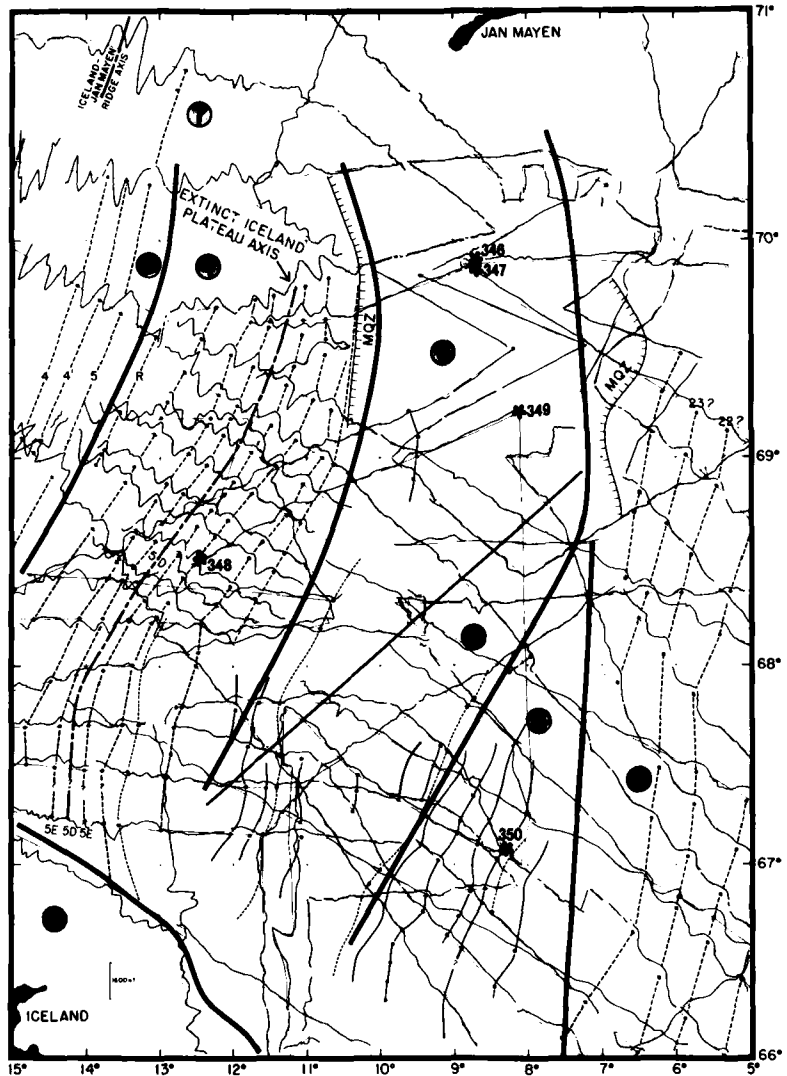 71°
JAN MAYEN
ICELAND-
JAN MAYEN
RIDGE AXIS
EXTINCT ICELAND
PLATEAU AXIS
70°
346
347
MQZ
MQZ
4 4 5 R
349
23? 22?
69°
5D
348
68°
350
5E 5D 5E
67°
ICELAND
66°
15° 14° 13° 12° 11° 10° 9° 8° 7° 6° 5°